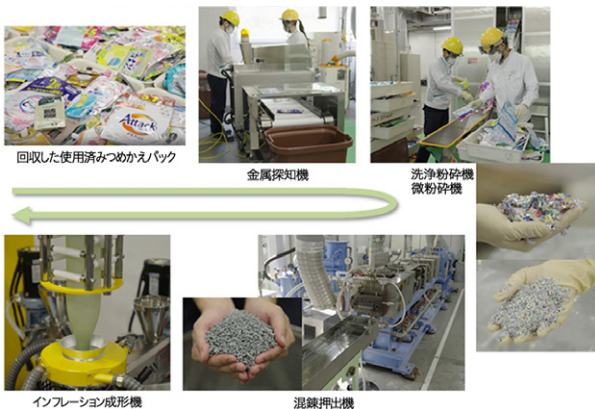 Attack
回収した使用済みつめかえパック
金属探知機
洗浄粉砕機
微粉砕機
インフレーション成形機
混錬押出機